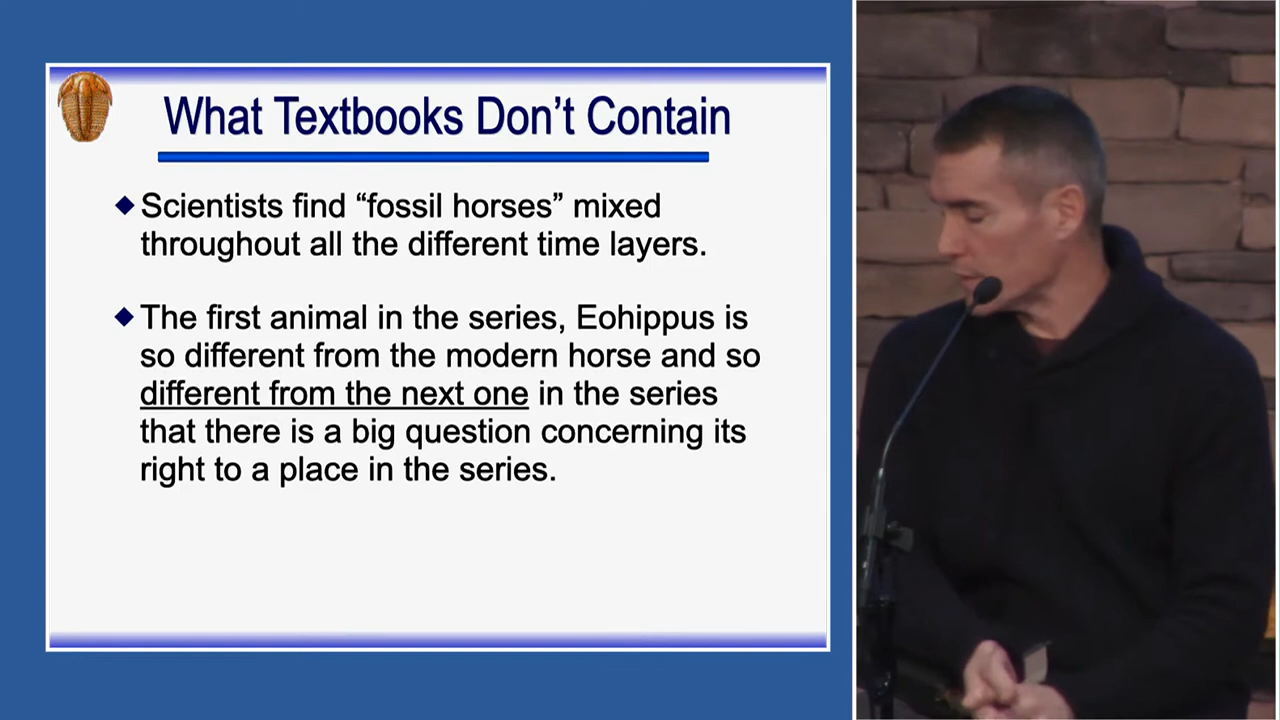 What Textbooks Don’t Contain
Scientists find “fossil horses” mixed
throughout all the different time layers.
The first animal in the series, Eohippus is
so different from the modern horse and so
different from the next one in the series
that there is a big question concerning its
right to a place in the series.